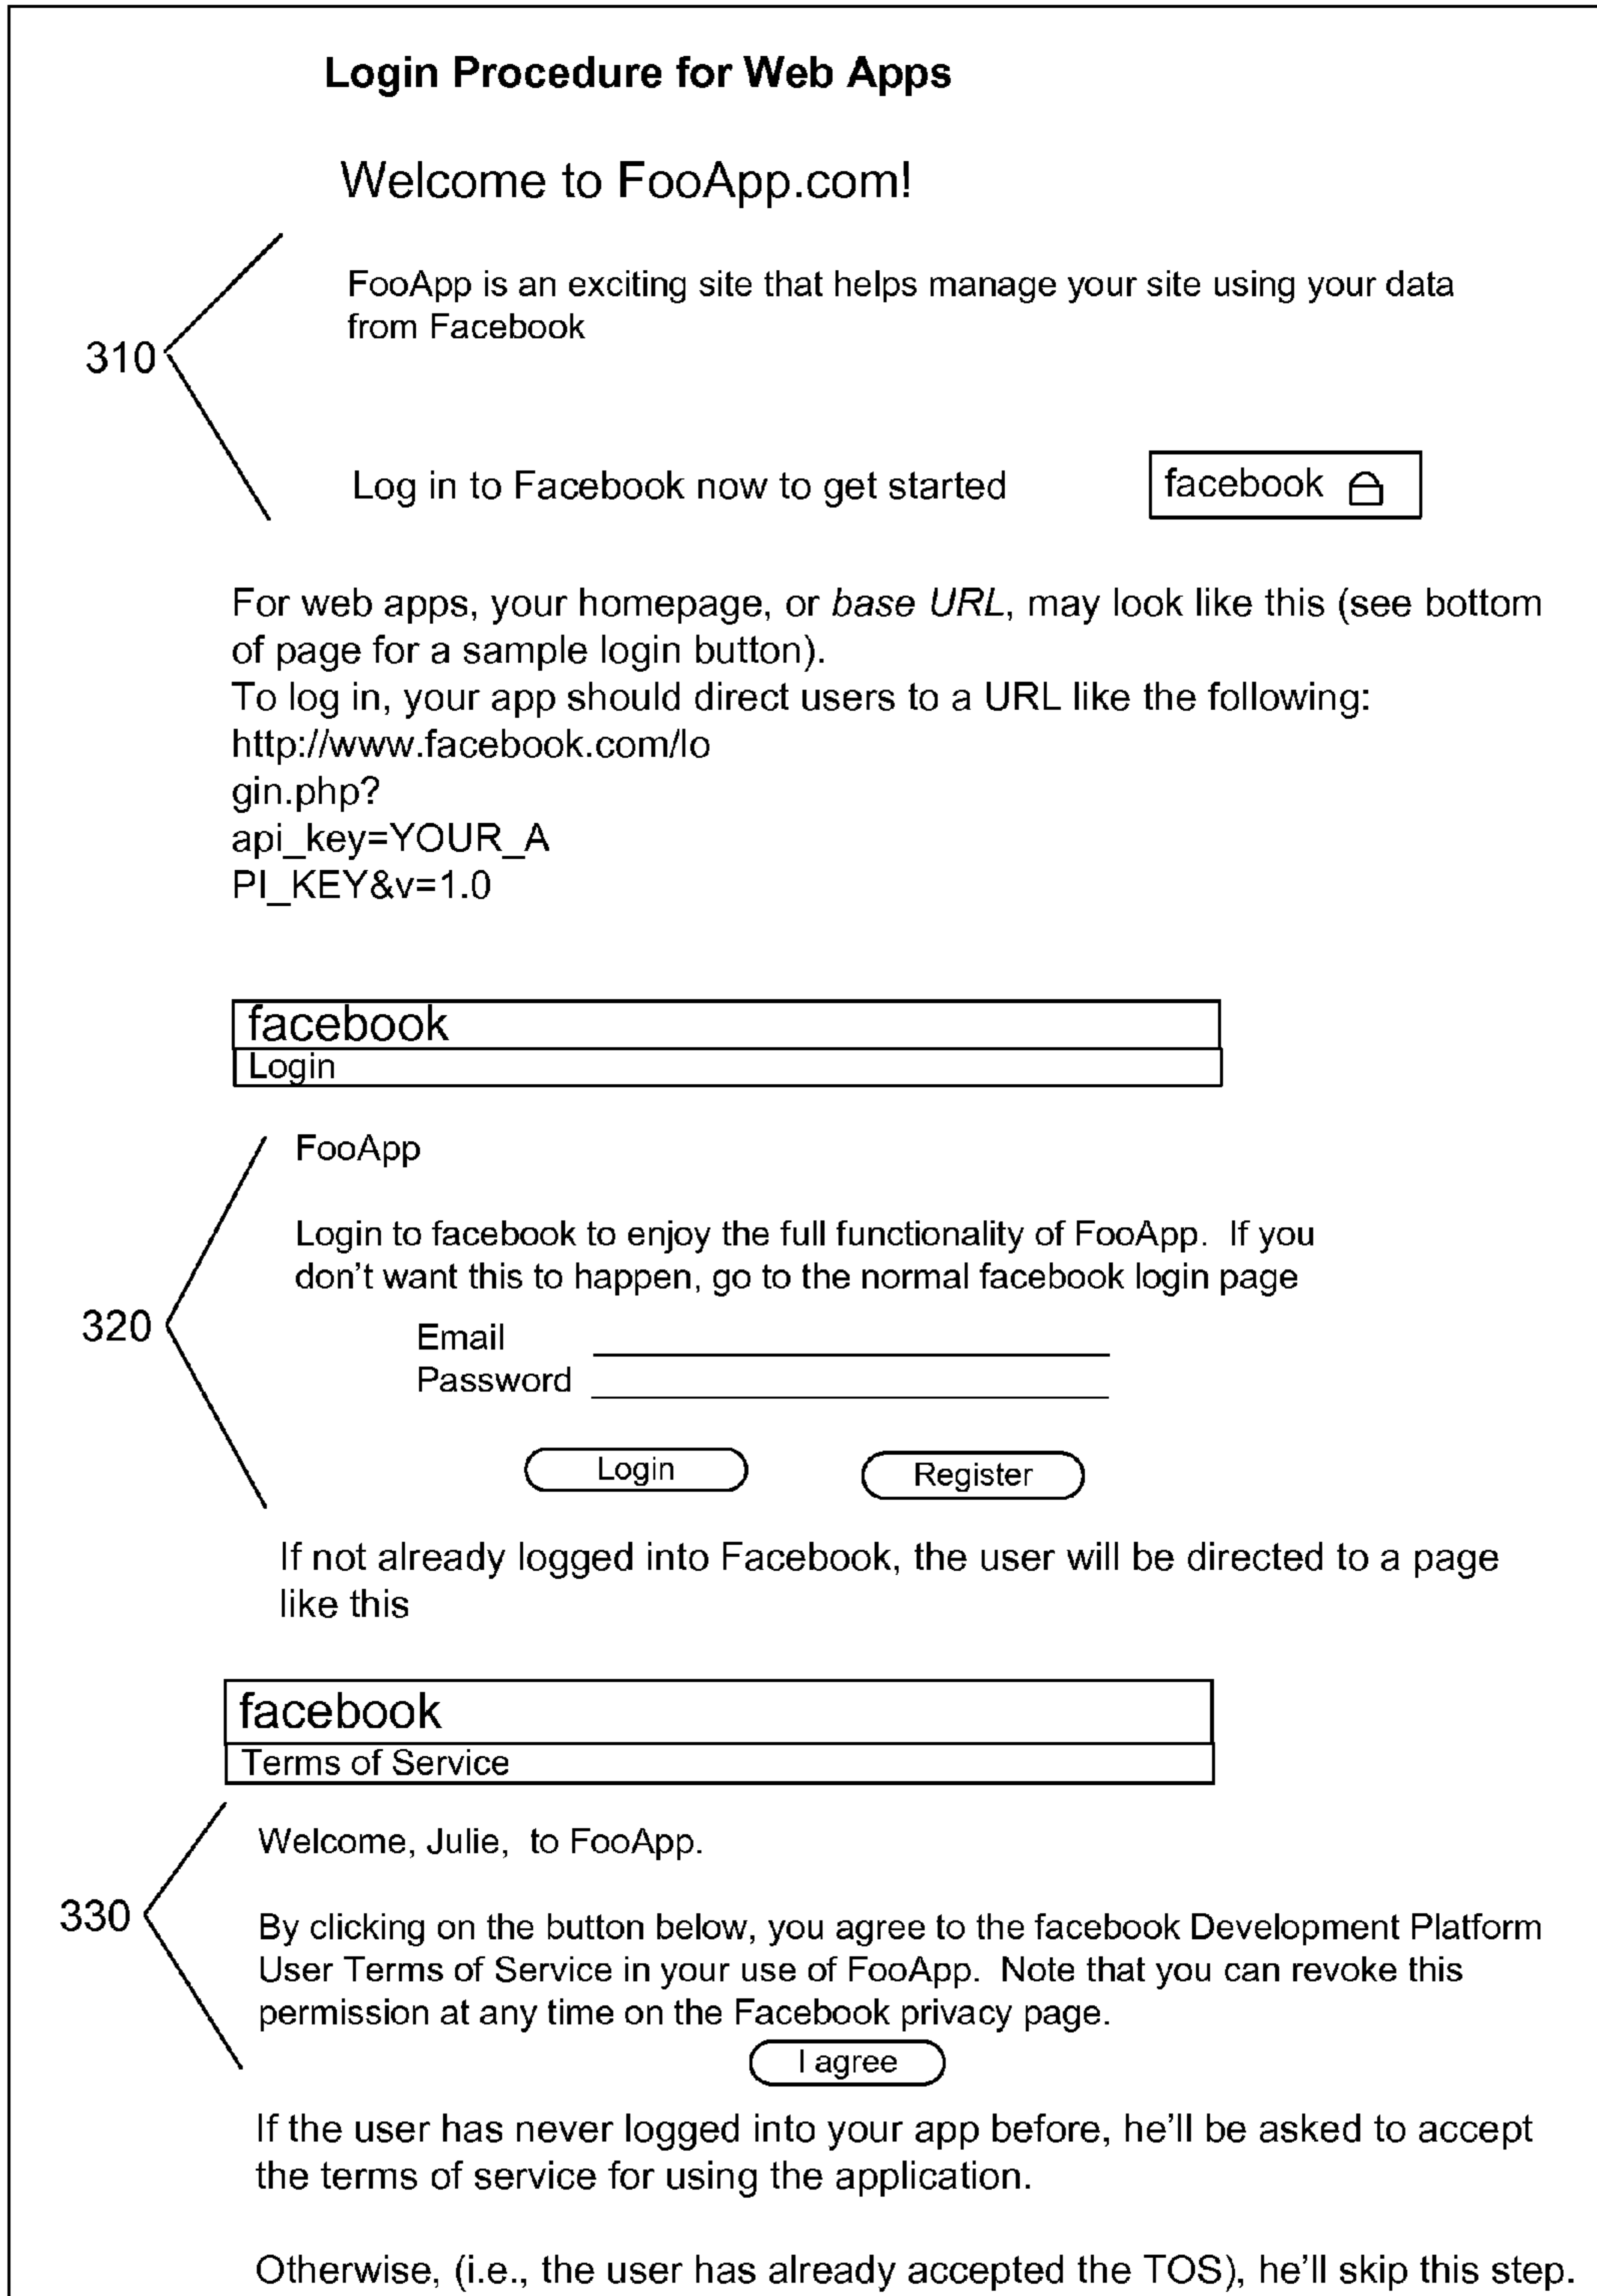 Login Procedure for Web Apps
Welcome to FooApp.com!
FooApp is an exciting site that helps manage your site using your data
from Facebook
310
Log in to Facebook now to get started
facebook
For web apps, your homepage, or base URL, may look like this (see bottom
of page for a sample login button).
To log in, your app should direct users to a URL like the following:
http://www.facebook.com/lo
gin.php?
api_key=YOUR_A
PI_KEY&v=1.0
facebook
Login
FooApp
Login to facebook to enjoy the full functionality of FooApp.  If you
don't want this to happen, go to the normal facebook login page
320
Email
Password
Login
Register
If not already logged into Facebook, the user will be directed to a page
like this
facebook
Terms of Service
Welcome, Julie,  to FooApp.
330
By clicking on the button below, you agree to the facebook Development Platform
User Terms of Service in your use of FooApp.  Note that you can revoke this
permission at any time on the Facebook privacy page.
I agree
If the user has never logged into your app before, he'll be asked to accept
the terms of service for using the application.
Otherwise, (i.e., the user has already accepted the TOS), he'll skip this step.